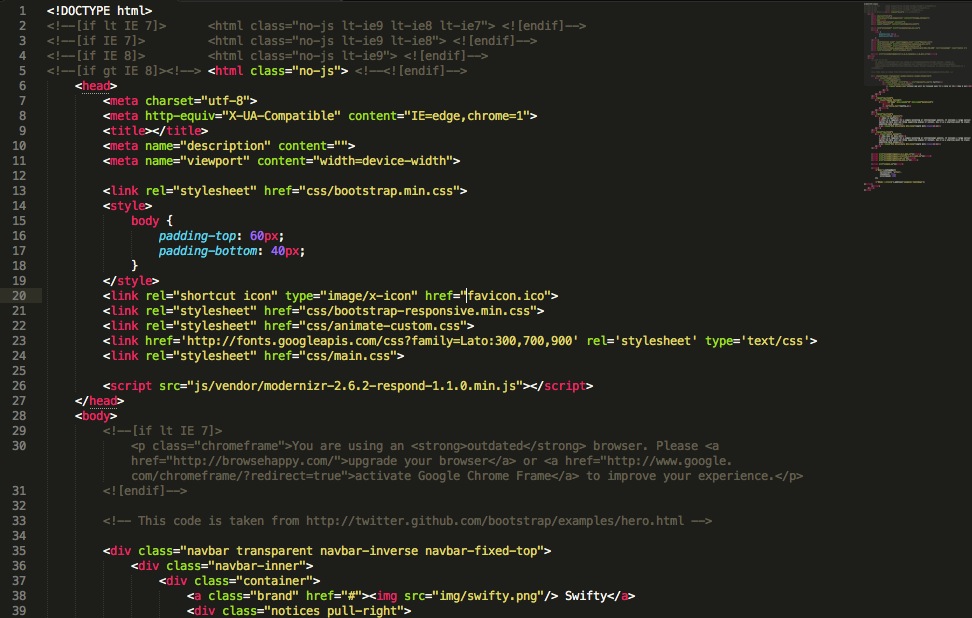 1 <!DOCTYPE html>
2 <!--[if lt IE 7]>      <html class="no-js lt-ie9 lt-ie8 lt-ie7"> <![endif]-->
3 <!--[if IE 7]>         <html class="no-js lt-ie9 lt-ie8"> <![endif]-->
4 <!--[if IE 8]>         <html class="no-js lt-ie9"> <![endif]-->
5 <!--[if gt IE 8]><!--> <html class="no-js"> <!--<![endif]-->
6     <head>
7         <meta charset="utf-8">
8         <meta http-equiv="X-UA-Compatible" content="IE=edge,chrome=1">
9         <title></title>
10         <meta name="description" content="">
11         <meta name="viewport" content="width=device-width">
12
13         <link rel="stylesheet" href="css/bootstrap.min.css">
14         <style>
15             body {
16                 padding-top: 60px;
17                 padding-bottom: 40px;
18             }
19         </style>
20         <link rel="shortcut icon" type="image/x-icon" href="favicon.ico">
21         <link rel="stylesheet" href="css/bootstrap-responsive.min.css">
22         <link rel="stylesheet" href="css/animate-custom.css">
23         <link href='http://fonts.googleapis.com/css?family=Lato:300,700,900' rel='stylesheet' type='text/css'>
24         <link rel="stylesheet" href="css/main.css">
25
26         <script src="js/vendor/modernizr-2.6.2-respond-1.1.0.min.js"></script>
27     </head>
28     <body>
29         <!--[if lt IE 7]>
30             <p class="chromeframe">You are using an <strong>outdated</strong> browser. Please <a
            href="http://browsehappy.com/">upgrade your browser</a> or <a href="http://www.google.
            com/chromeframe/?redirect=true">activate Google Chrome Frame</a> to improve your experience.</p>
31         <![endif]-->
32
33         <!-- This code is taken from http://twitter.github.com/bootstrap/examples/hero.html -->
34
35         <div class="navbar transparent navbar-inverse navbar-fixed-top">
36             <div class="navbar-inner">
37                 <div class="container">
38                     <a class="brand" href="#"><img src="img/swifty.png"/> Swifty</a>
39                     <div class="notices pull-right">